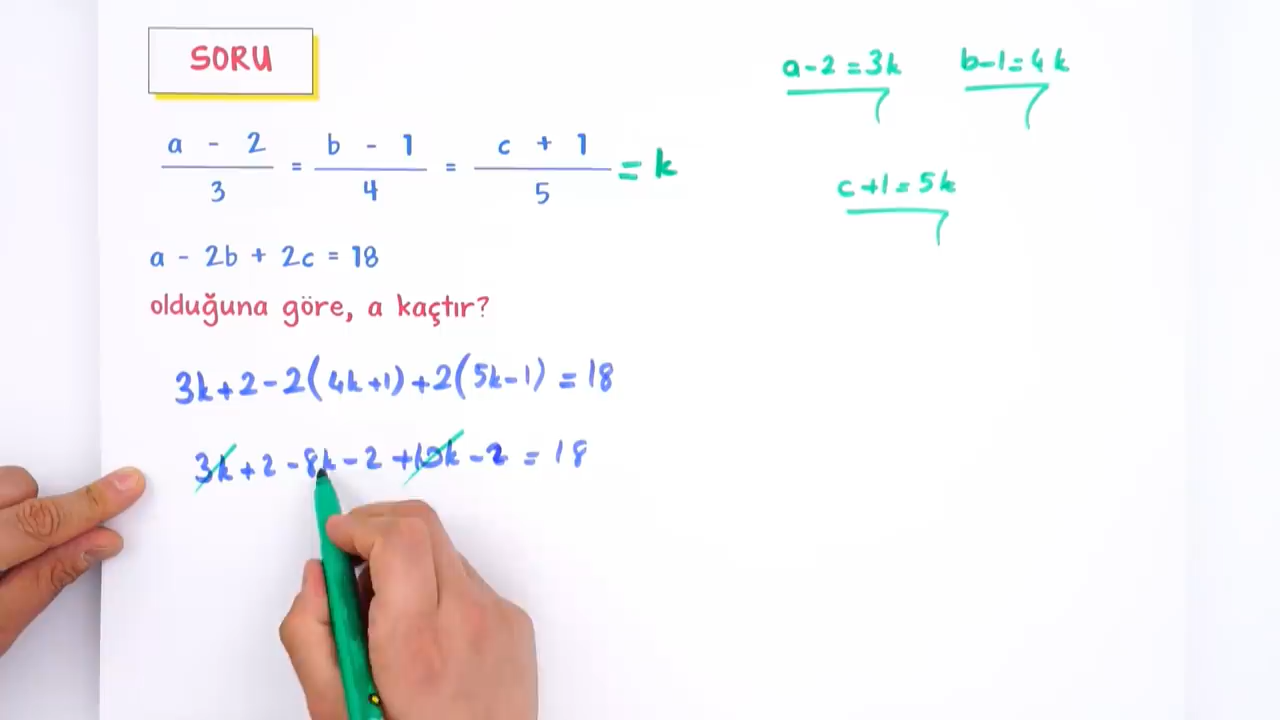 SORU
a - 2 / 3 = b - 1 / 4 = c + 1 / 5 = k
a - 2b + 2c = 18
olduğuna göre, a kaçtır?
3k + 2 - 2(4k+1) + 2(5k-1) = 18
3k + 2 - 8k - 2 + 10k - 2 = 18
a - 2 = 3k
b - 1 = 4k
c + 1 = 5k